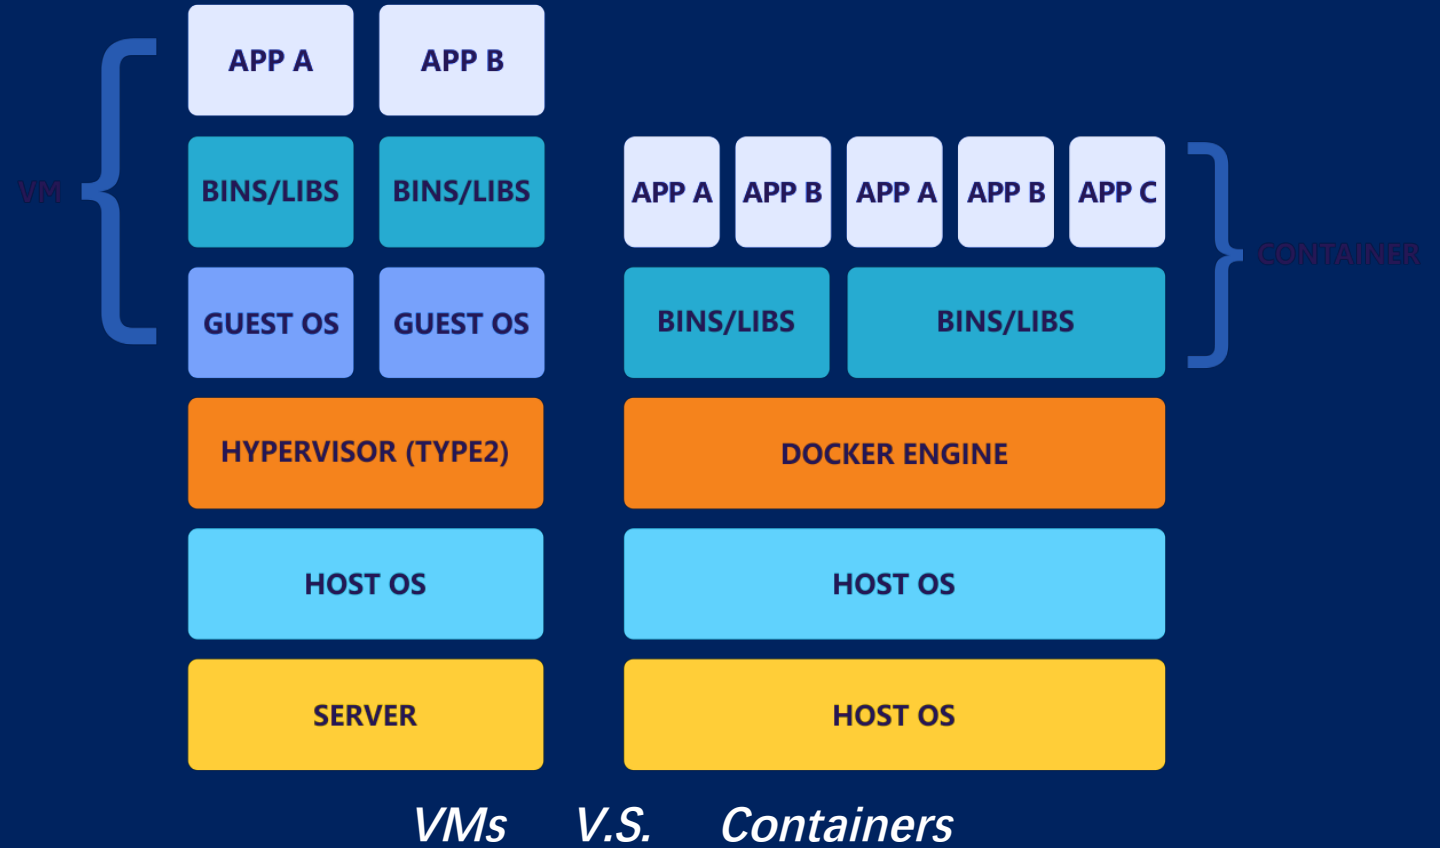 APP A
APP B
VM
BINS/LIBS
BINS/LIBS
GUEST OS
GUEST OS
HYPERVISOR (TYPE2)
HOST OS
SERVER
APP A
APP B
APP A
APP B
APP C
CONTAINER
BINS/LIBS
BINS/LIBS
DOCKER ENGINE
HOST OS
HOST OS
VMs V.S. Containers